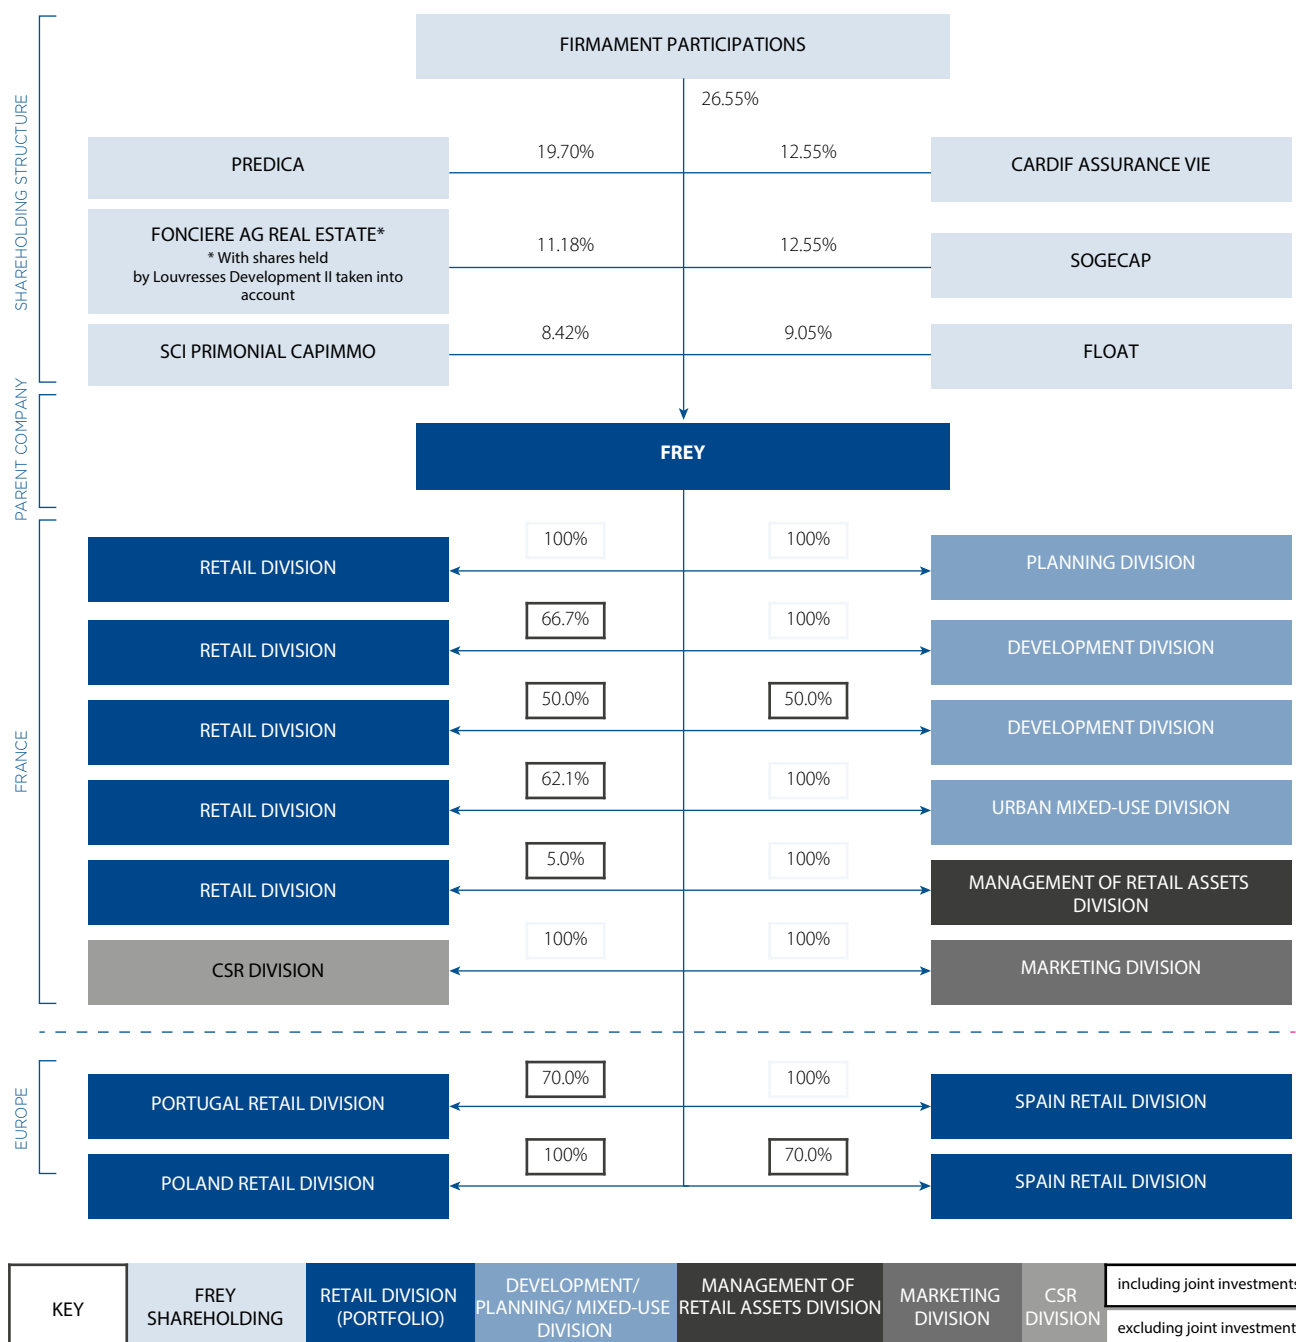 FIRMAMENT PARTICIPATIONS
26.55%
SHAREHOLDING STRUCTURE
PREDICA
19.70%
12.55%
CARDIF ASSURANCE VIE
FONCIERE AG REAL ESTATE*
* With shares held
by Louvresses Development II taken into
account
11.18%
12.55%
SOGECAP
SCI PRIMONIAL CAPIMMO
8.42%
9.05%
FLOAT
PARENT COMPANY
FREY
FRANCE
RETAIL DIVISION
100%
100%
PLANNING DIVISION
RETAIL DIVISION
66.7%
100%
DEVELOPMENT DIVISION
RETAIL DIVISION
50.0%
50.0%
DEVELOPMENT DIVISION
RETAIL DIVISION
62.1%
100%
URBAN MIXED-USE DIVISION
RETAIL DIVISION
5.0%
100%
MANAGEMENT OF RETAIL ASSETS
DIVISION
CSR DIVISION
100%
100%
MARKETING DIVISION
EUROPE
PORTUGAL RETAIL DIVISION
70.0%
100%
SPAIN RETAIL DIVISION
POLAND RETAIL DIVISION
100%
70.0%
SPAIN RETAIL DIVISION
KEY
FREY
SHAREHOLDING
RETAIL DIVISION
(PORTFOLIO)
DEVELOPMENT/
PLANNING/ MIXED-USE
DIVISION
MANAGEMENT OF
RETAIL ASSETS DIVISION
MARKETING
DIVISION
CSR
DIVISION
including joint investments
excluding joint investment